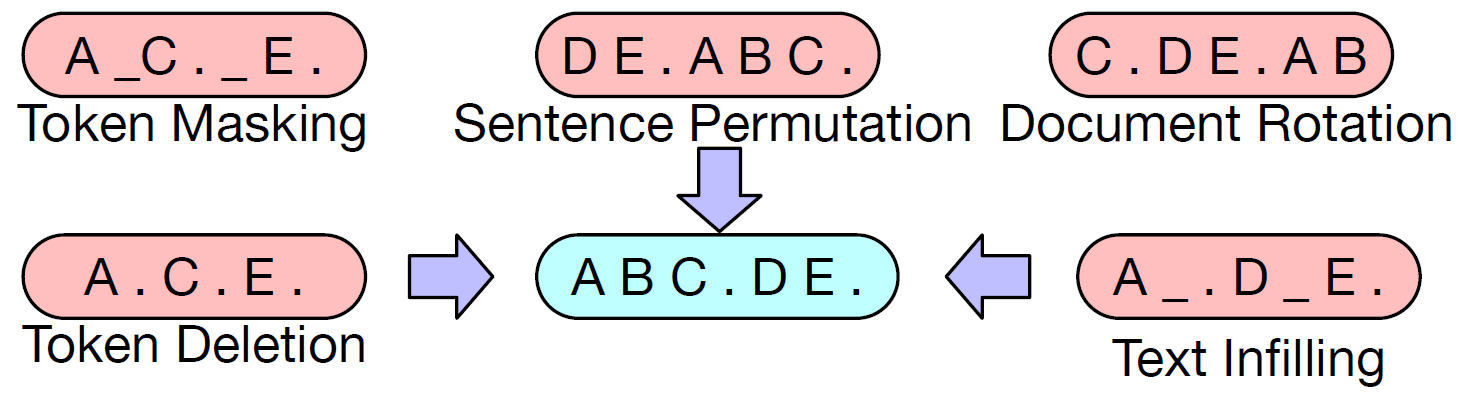 A _C . _ E .
Token Masking
D E . A B C .
Sentence Permutation
C . D E . A B
Document Rotation
A . C . E .
Token Deletion
A B C . D E .
A _ . D _ E .
Text Infilling